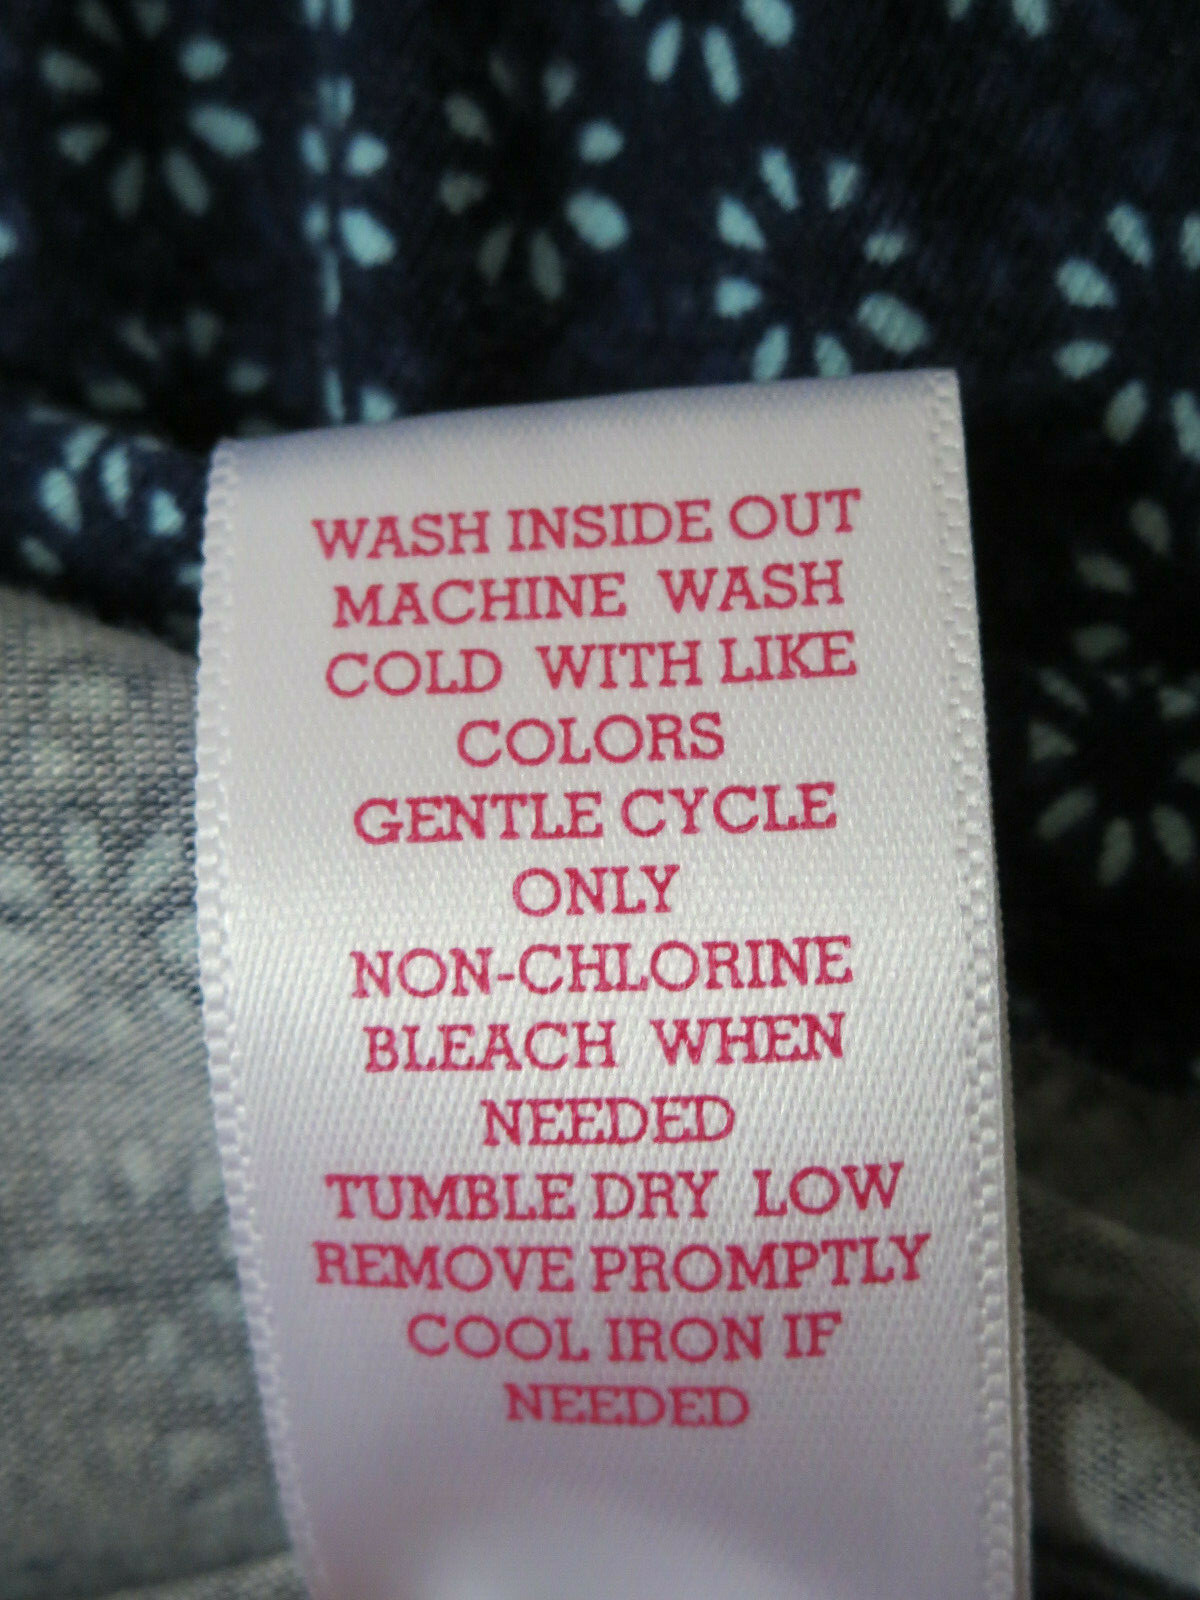 WASH INSIDE OUT
MACHINE WASH
COLD WITH LIKE
COLORS
GENTLE CYCLE
ONLY
NON-CHLORINE
BLEACH WHEN
NEEDED
TUMBLE DRY LOW
REMOVE PROMPTLY
COOL IRON IF
NEEDED